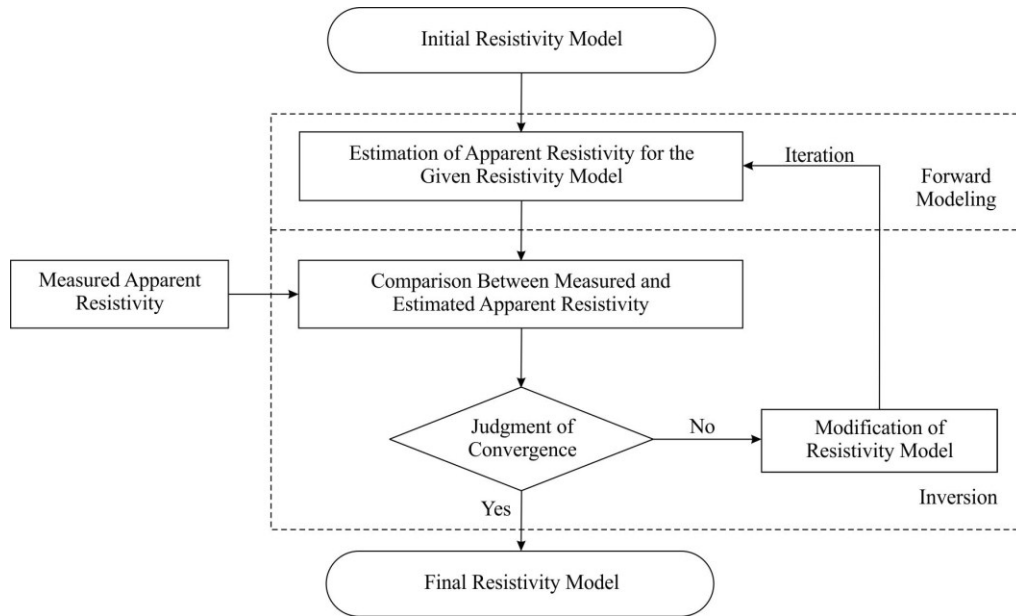 Initial Resistivity Model
Estimation of Apparent Resistivity for the
Given Resistivity Model
Iteration
Forward
Modeling
Measured Apparent
Resistivity
Comparison Between Measured and
Estimated Apparent Resistivity
Judgment of
Convergence
No
Modification of
Resistivity Model
Inversion
Yes
Final Resistivity Model